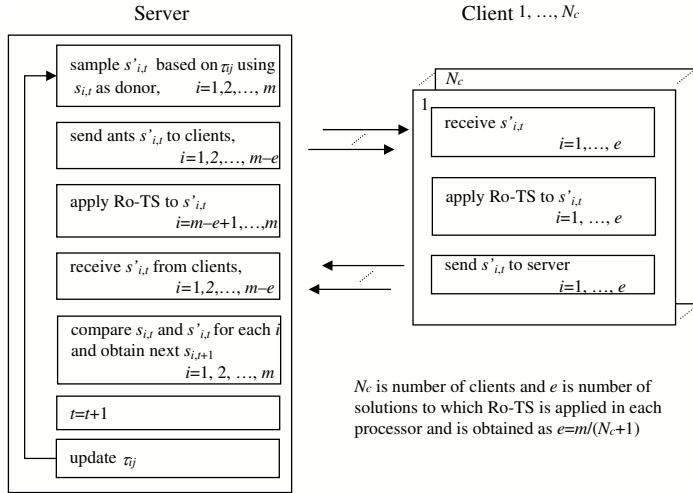 Server
Client 1, …, Nc
sample s'i,t based on τij using
si,t as donor, i=1,2,…, m
send ants s'i,t to clients,
i=1,2,…, m–e
apply Ro-TS to s'i,t
i=m–e+1,…,m
receive s'i,t from clients,
i=1,2,…, m–e
compare si,t and s'i,t for each i
and obtain next si,t+1
i=1, 2, …, m
t=t+1
update τij
Nc
1
receive s'i,t
i=1,…, e
apply Ro-TS to s'i,t
i=1, …, e
send s'i,t to server
i=1, …, e
Nc is number of clients and e is number of
solutions to which Ro-TS is applied in each
processor and is obtained as e=m/(Nc+1)